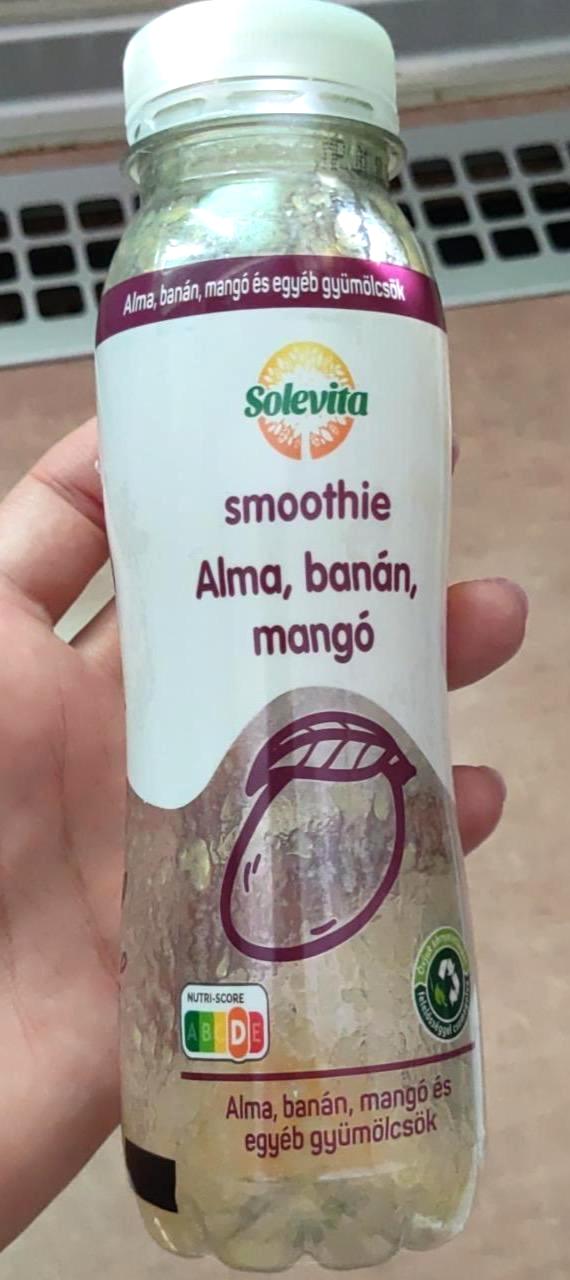 Alma, banán, mangó és egyéb gyümölcsök
Solevita
smoothie
Alma, banán,
mangó
NUTRI-SCORE
A B C D E
Alma, banán, mangó és
egyéb gyümölcsök